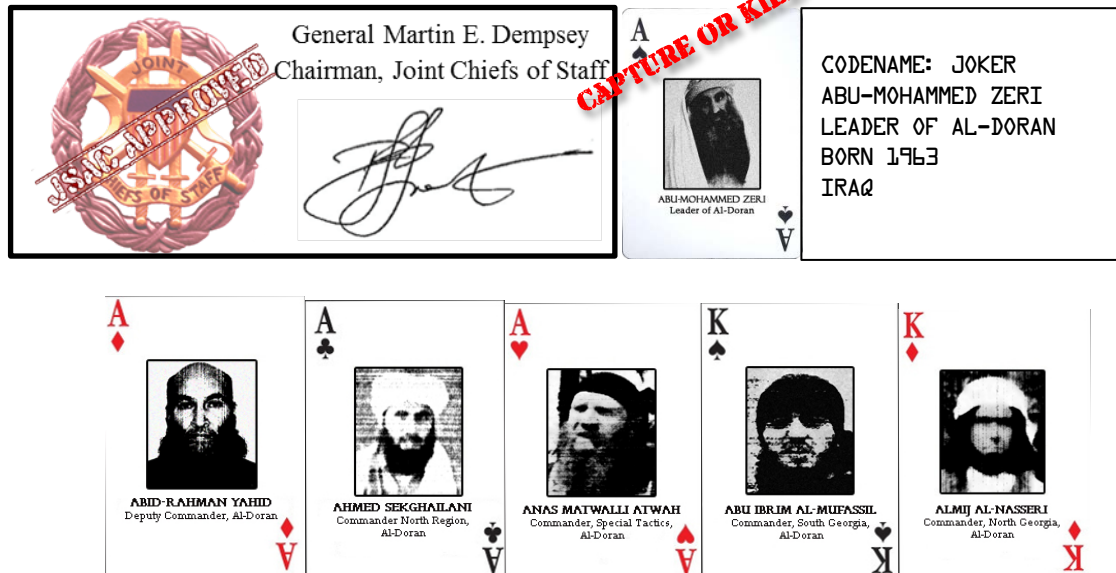 General Martin E. Dempsey
Chairman, Joint Chiefs of Staff
JOINT
CHIEFS OF STAFF
JSAC APPROVED
CAPTURE OR KILL
A
ABU-MOHAMMED ZERI
Leader of Al-Doran
A
CODENAME: JOKER
ABU-MOHAMMED ZERI
LEADER OF AL-DORAN
BORN 1963
IRAQ
A
ABID-RAHMAN YAHID
Deputy Commander, Al-Doran
A
A
AHMED SEKGHAILANI
Commander North Region,
Al-Doran
A
A
ANAS MATWALLI ATWAH
Commander, Special Tactics,
Al-Doran
A
K
ABU IBRIM AL-MUFASSIL
Commander, South Georgia,
Al-Doran
K
K
ALMIJ AL-NASSERI
Commander, North Georgia,
Al-Doran
K